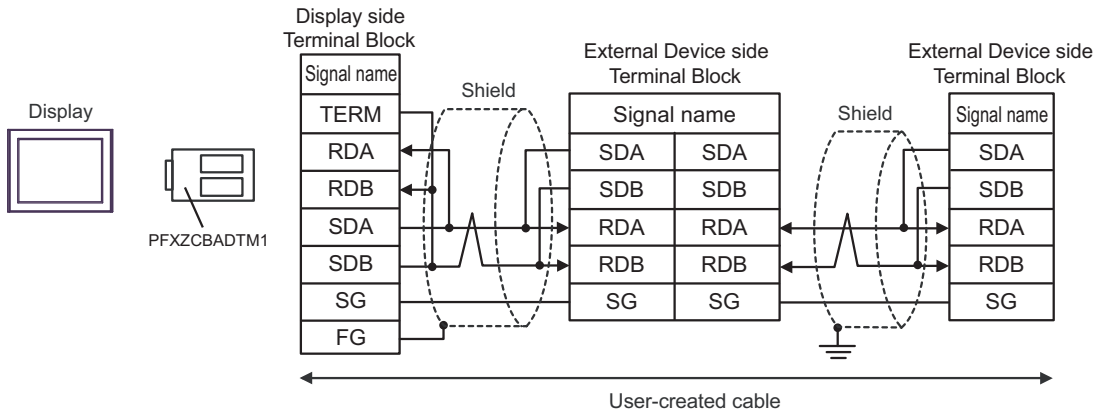 Display side
Terminal Block
Signal name
TERM
RDA
RDB
SDA
SDB
SG
FG
Display
PFXZCBADTM1
Shield
External Device side
Terminal Block
Signal name
SDA SDA
SDB SDB
RDA RDA
RDB RDB
SG SG
Shield
External Device side
Terminal Block
Signal name
SDA
SDB
RDA
RDB
SG
User-created cable